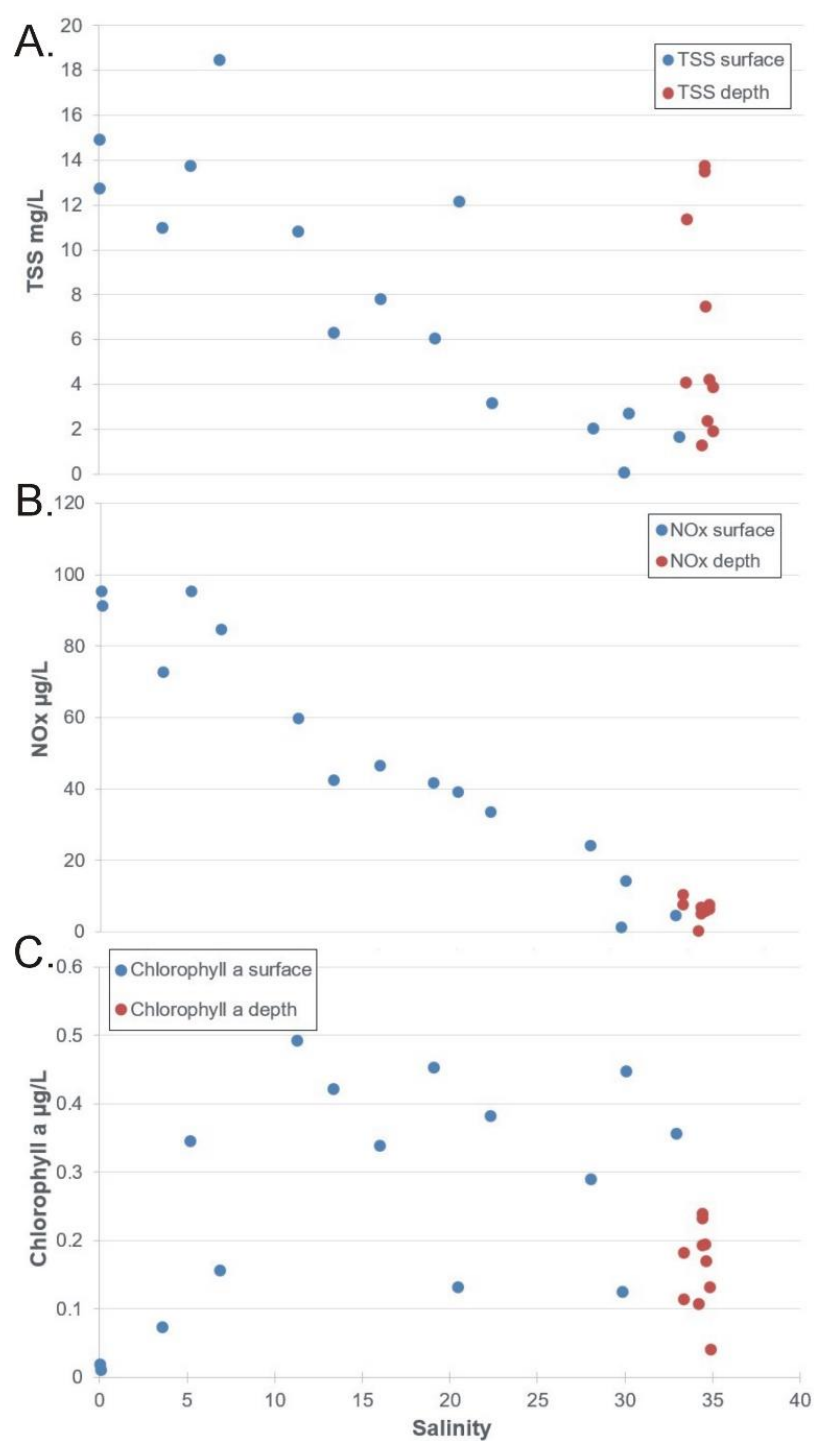 A.
20
18
16
14
12
10
8
6
4
2
0
TSS mg/L
TSS surface
TSS depth
B.
120
100
80
60
40
20
0
NOx µg/L
NOx surface
NOx depth
C.
0.6
0.5
0.4
0.3
0.2
0.1
0
Chlorophyll a µg/L
Chlorophyll a surface
Chlorophyll a depth
0 5 10 15 20 25 30 35 40
Salinity